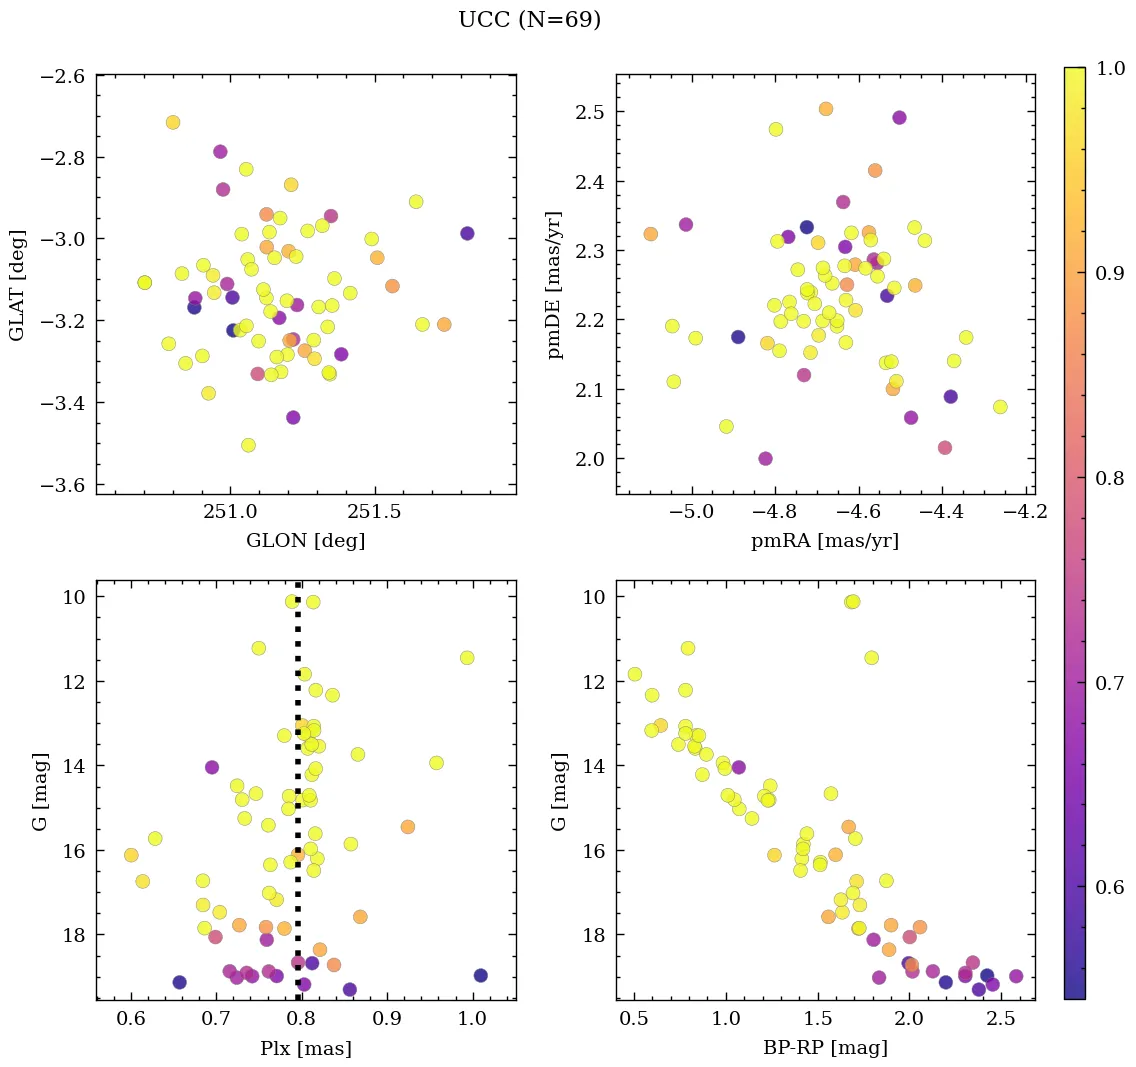 UCC (N=69)
−2.6
−2.8
−3.0
−3.2
−3.4
−3.6
GLAT [deg]
251.0 251.5
GLON [deg]
2.5
2.4
2.3
2.2
2.1
2.0
pmDE [mas/yr]
−5.0 −4.8 −4.6 −4.4 −4.2
pmRA [mas/yr]
10
12
14
16
18
G [mag]
0.6 0.7 0.8 0.9 1.0
Plx [mas]
10
12
14
16
18
G [mag]
0.5 1.0 1.5 2.0 2.5
BP-RP [mag]
1.0
0.9
0.8
0.7
0.6